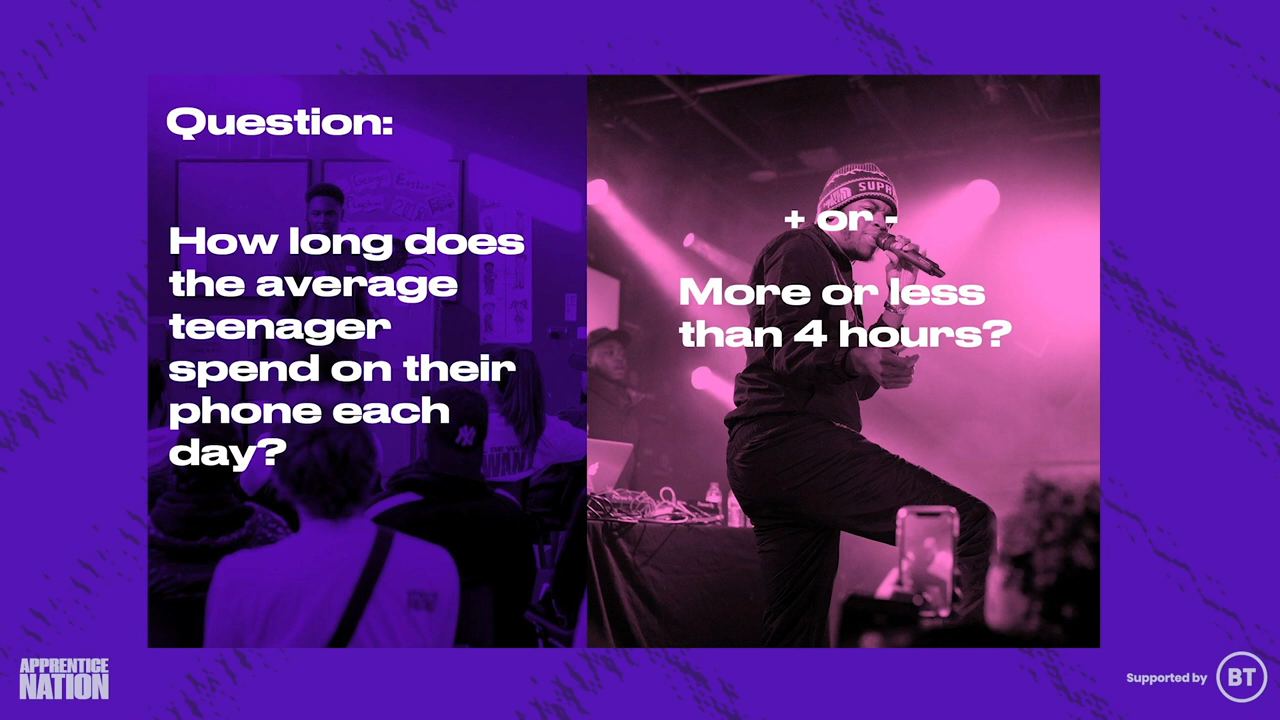 Question:
How long does
the average
teenager
spend on their
phone each
day?
SUPR
+ or -
More or less
than 4 hours?
APPRENTICE
NATION
Supported by
BT